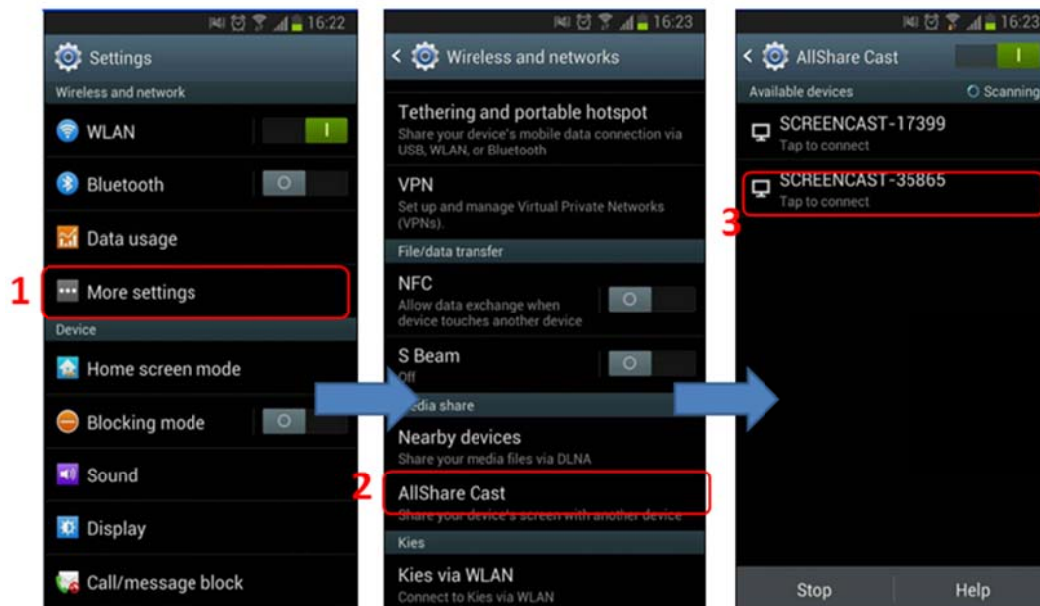 16:22
Settings
Wireless and network
WLAN
Bluetooth
Data usage
1
More settings
Device
Home screen mode
Blocking mode
Sound
Display
Call/message block
16:23
Wireless and networks
Tethering and portable hotspot
Share your device's mobile data connection via
USB, WLAN, or Bluetooth
VPN
Set up and manage Virtual Private Networks
(VPNs).
File/data transfer
NFC
Allow data exchange when
device touches another device
S Beam
Off
Media share
Nearby devices
Share your media files via DLNA
2
AllShare Cast
Share your device's screen with another device
Kies
Kies via WLAN
Connect to Kies via WLAN
16:23
AllShare Cast
Available devices Scanning
SCREENCAST-17399
Tap to connect
SCREENCAST-35865
Tap to connect
3
Stop Help